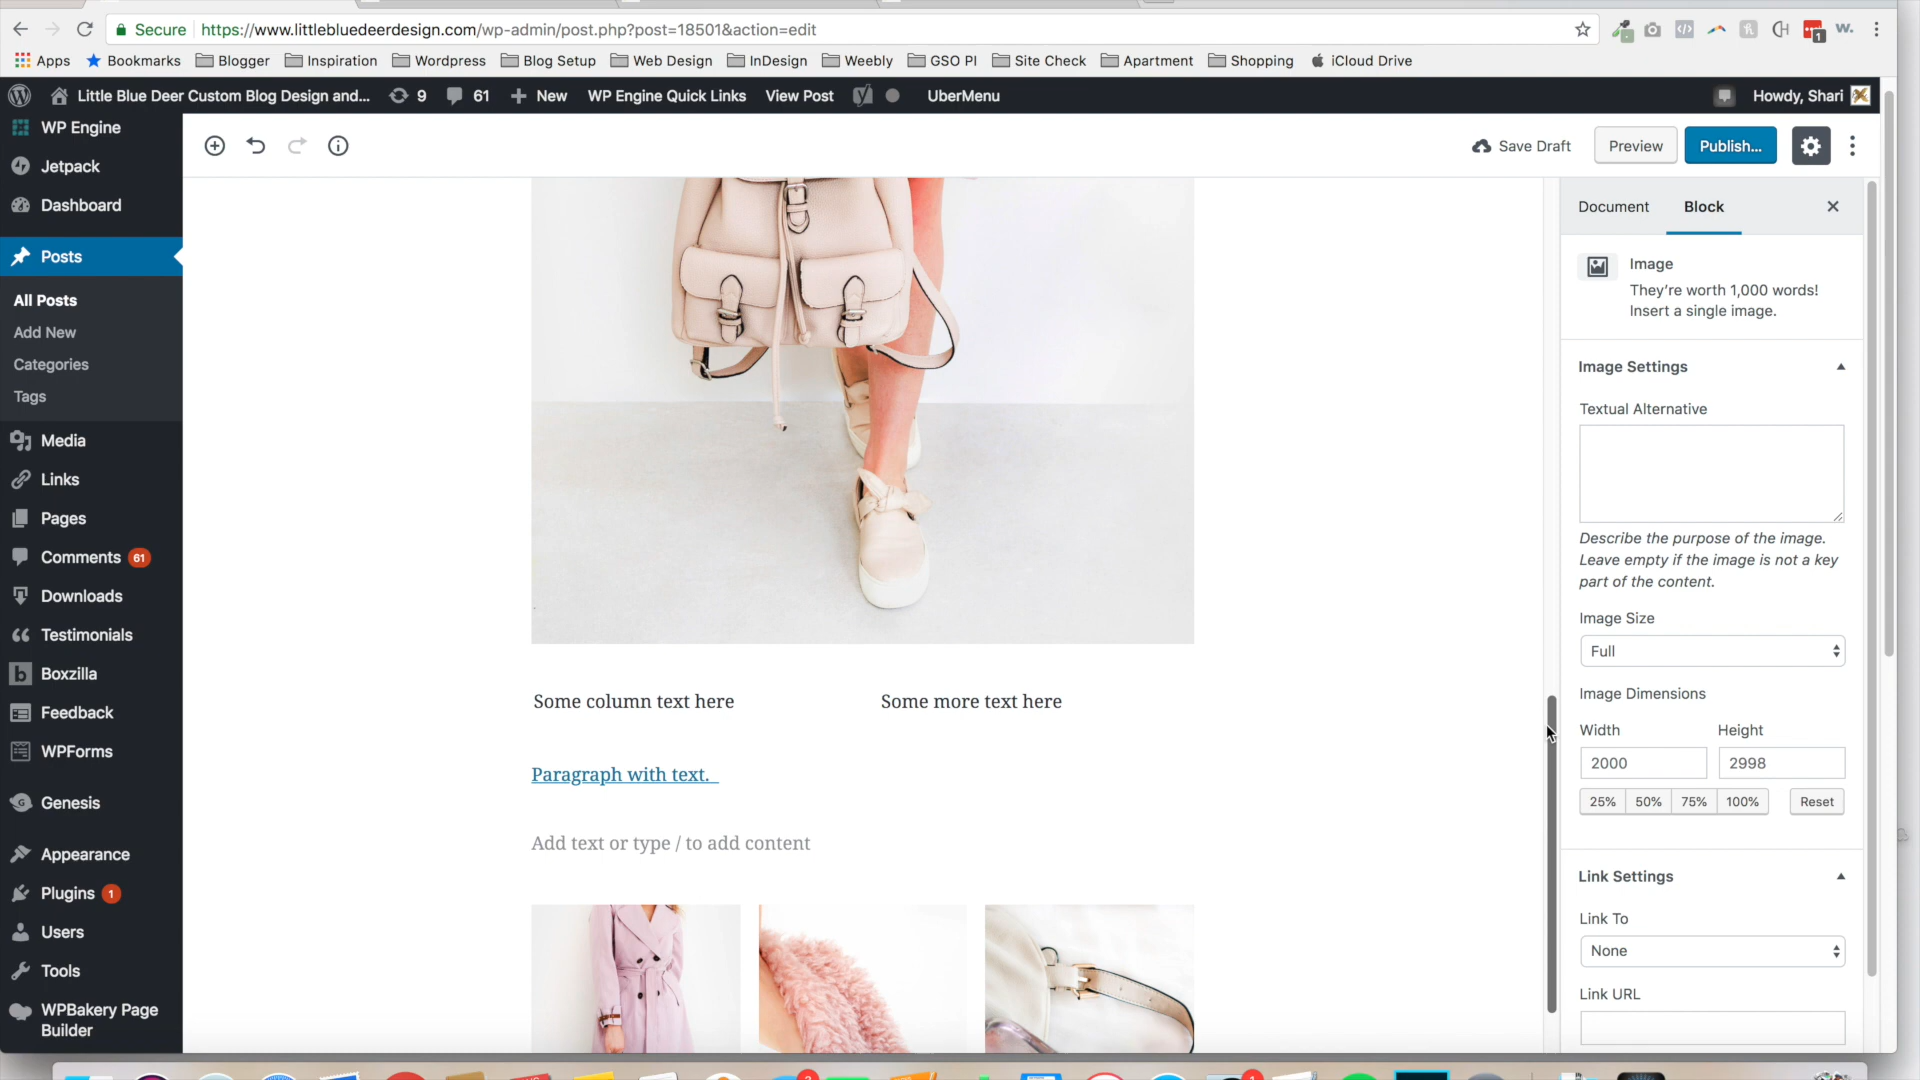 Secure https://www.littlebluedeerdesign.com/wp-admin/post.php?post=18501&action=edit
1
W.
Apps Bookmarks Blogger Inspiration Wordpress Blog Setup Web Design InDesign Weebly GSO PI Site Check Apartment Shopping iCloud Drive
Little Blue Deer Custom Blog Design and... 9 61 New WP Engine Quick Links View Post UberMenu Howdy, Shari
WP Engine
Jetpack
Dashboard
Posts
All Posts
Add New
Categories
Tags
Media
Links
Pages
Comments 61
Downloads
Testimonials
Boxzilla
Feedback
WPForms
Genesis
Appearance
Plugins 1
Users
Tools
WPBakery Page
Builder
Save Draft Preview Publish...
Some column text here
Some more text here
Paragraph with text.
Add text or type / to add content
Document Block
Image
They're worth 1,000 words!
Insert a single image.
Image Settings
Textual Alternative
Describe the purpose of the image.
Leave empty if the image is not a key
part of the content.
Image Size
Full
Image Dimensions
Width Height
2000 2998
25% 50% 75% 100% Reset
Link Settings
Link To
None
Link URL